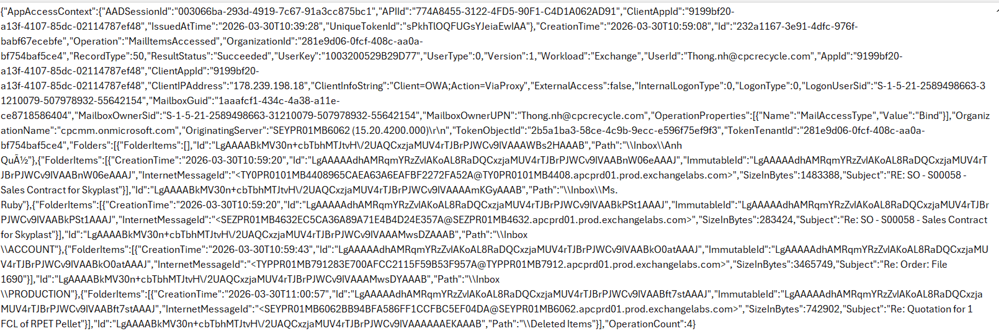 {"AppAccessContext":{"AADSessionId":"003066ba-293d-4919-7c67-91a3cc875bc1","APIId":"774A8455-3122-4FD5-90F1-C4D1A062AD91","ClientAppId":"9199bf20-
a13f-4107-85dc-02114787ef48","IssuedAtTime":"2026-03-30T10:39:28","UniqueTokenId":"sPkhTlOQFUGsYJeiaEwIAA"},"CreationTime":"2026-03-30T10:59:08","Id":"232a1167-3e91-4dfc-976f-
babf67ecebfe","Operation":"MailItemsAccessed","OrganizationId":"281e9d06-0fcf-408c-aa0a-
bf754baf5ce4","RecordType":50,"ResultStatus":"Succeeded","UserKey":"1003200529B29D77","UserType":0,"Version":1,"Workload":"Exchange","UserId":"Thong.nh@cpcrecycle.com","AppId":"9199bf20-
a13f-4107-85dc-02114787ef48","ClientAppId":"9199bf20-
a13f-4107-85dc-02114787ef48","ClientIPAddress":"178.239.198.18","ClientInfoString":"Client=OWA;Action=ViaProxy","ExternalAccess":false,"InternalLogonType":0,"LogonType":0,"LogonUserSid":"S-1-5-21-2589498663-3
1210079-507978932-55642154","MailboxGuid":"1aaafcf1-434c-4a38-a11e-
ce8718586404","MailboxOwnerSid":"S-1-5-21-2589498663-31210079-507978932-55642154","MailboxOwnerUPN":"Thong.nh@cpcrecycle.com","OperationProperties":[{"Name":"MailAccessType","Value":"Bind"}],"Organiz
ationName":"cpcmm.onmicrosoft.com","OriginatingServer":"SEYPR01MB6062 (15.20.4200.000)\r\n","TokenObjectId":"2b5a1ba3-58ce-4c9b-9ecc-e596f75ef9f3","TokenTenantId":"281e9d06-0fcf-408c-aa0a-
bf754baf5ce4","Folders":[{"FolderItems":[],"Id":"LgAAAABkMV30n+cbTbhMTJtvH\/2UAQCxzjaMUV4rTJBrPJWCv9lVAAAWBs2HAAAB","Path":"\\Inbox\\Anh
QuÃ½"},{"FolderItems":[{"CreationTime":"2026-03-30T10:59:20","Id":"LgAAAAAdhAMRqmYRzZvlAKoAL8RaDQCxzjaMUV4rTJBrPJWCv9lVAABnW06eAAAJ","ImmutableId":"LgAAAAAdhAMRqmYRzZvlAKoAL8RaDQCxzjaMUV4rT
JBrPJWCv9lVAABnW06eAAAJ","InternetMessageId":"<TY0PR0101MB4408965CAEA63A6EAFBF2272FA52A@TY0PR0101MB4408.apcprd01.prod.exchangelabs.com>","SizeInBytes":1483388,"Subject":"RE: SO - S00058 -
Sales Contract for Skyplast"}],"Id":"LgAAAABkMV30n+cbTbhMTJtvH\/2UAQCxzjaMUV4rTJBrPJWCv9lVAAAAmKGyAAAB","Path":"\\Inbox\\Ms.
Ruby"},{"FolderItems":[{"CreationTime":"2026-03-30T10:59:20","Id":"LgAAAAAdhAMRqmYRzZvlAKoAL8RaDQCxzjaMUV4rTJBrPJWCv9lVAABkPSt1AAAJ","ImmutableId":"LgAAAAAdhAMRqmYRzZvlAKoAL8RaDQCxzjaMUV4rTJBr
PJWCv9lVAABkPSt1AAAJ","InternetMessageId":"<SEZPR01MB4632EC5CA36A89A71E4B4D24E357A@SEZPR01MB4632.apcprd01.prod.exchangelabs.com>","SizeInBytes":283424,"Subject":"Re: SO - S00058 - Sales Contract
for Skyplast"}],"Id":"LgAAAABkMV30n+cbTbhMTJtvH\/2UAQCxzjaMUV4rTJBrPJWCv9lVAAAMwsDZAAAB","Path":"\\Inbox
\\ACCOUNT"},{"FolderItems":[{"CreationTime":"2026-03-30T10:59:43","Id":"LgAAAAAdhAMRqmYRzZvlAKoAL8RaDQCxzjaMUV4rTJBrPJWCv9lVAABkO0atAAAJ","ImmutableId":"LgAAAAAdhAMRqmYRzZvlAKoAL8RaDQCxzjaMU
V4rTJBrPJWCv9lVAABkO0atAAAJ","InternetMessageId":"<TYPPR01MB791283E700AFCC2115F59B53F957A@TYPPR01MB7912.apcprd01.prod.exchangelabs.com>","SizeInBytes":3465749,"Subject":"Re: Order: File
1690"}],"Id":"LgAAAABkMV30n+cbTbhMTJtvH\/2UAQCxzjaMUV4rTJBrPJWCv9lVAAAMwsDYAAAB","Path":"\\Inbox
\\PRODUCTION"},{"FolderItems":[{"CreationTime":"2026-03-30T11:00:57","Id":"LgAAAAAdhAMRqmYRzZvlAKoAL8RaDQCxzjaMUV4rTJBrPJWCv9lVAABft7stAAAJ","ImmutableId":"LgAAAAAdhAMRqmYRzZvlAKoAL8RaDQCxzja
MUV4rTJBrPJWCv9lVAABft7stAAAJ","InternetMessageId":"<SEYPR01MB6062BB94BFA586FF1CCFBC5EF04DA@SEYPR01MB6062.apcprd01.prod.exchangelabs.com>","SizeInBytes":742902,"Subject":"Re: Quotation for 1
FCL of RPET Pellet"}],"Id":"LgAAAABkMV30n+cbTbhMTJtvH\/2UAQCxzjaMUV4rTJBrPJWCv9lVAAAAAAEKAAAB","Path":"\\Deleted Items"}],"OperationCount":4}